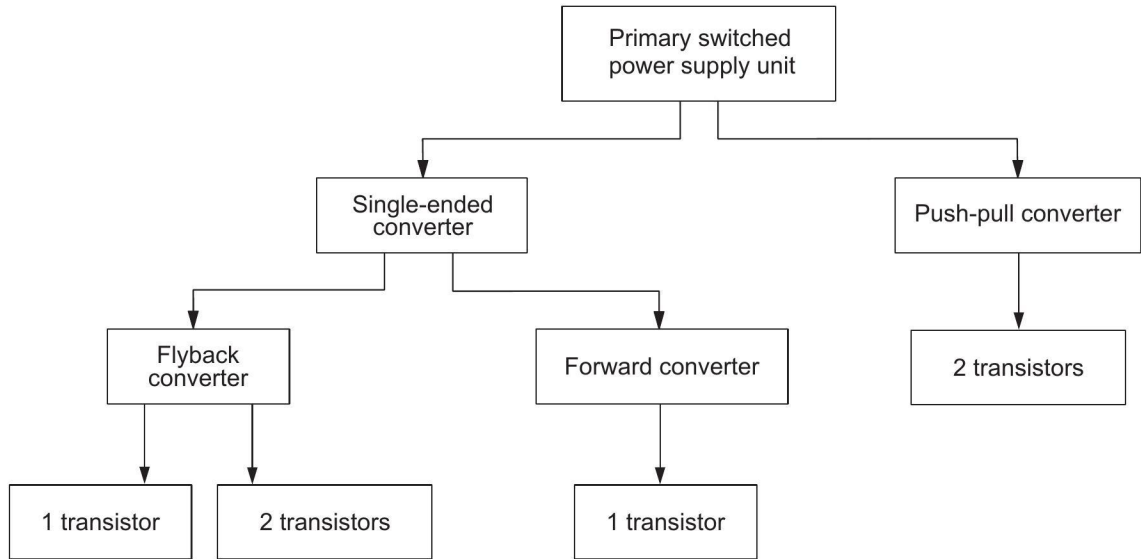 Primary switched
power supply unit
Single-ended
converter
Push-pull converter
Flyback
converter
Forward converter
2 transistors
1 transistor
2 transistors
1 transistor